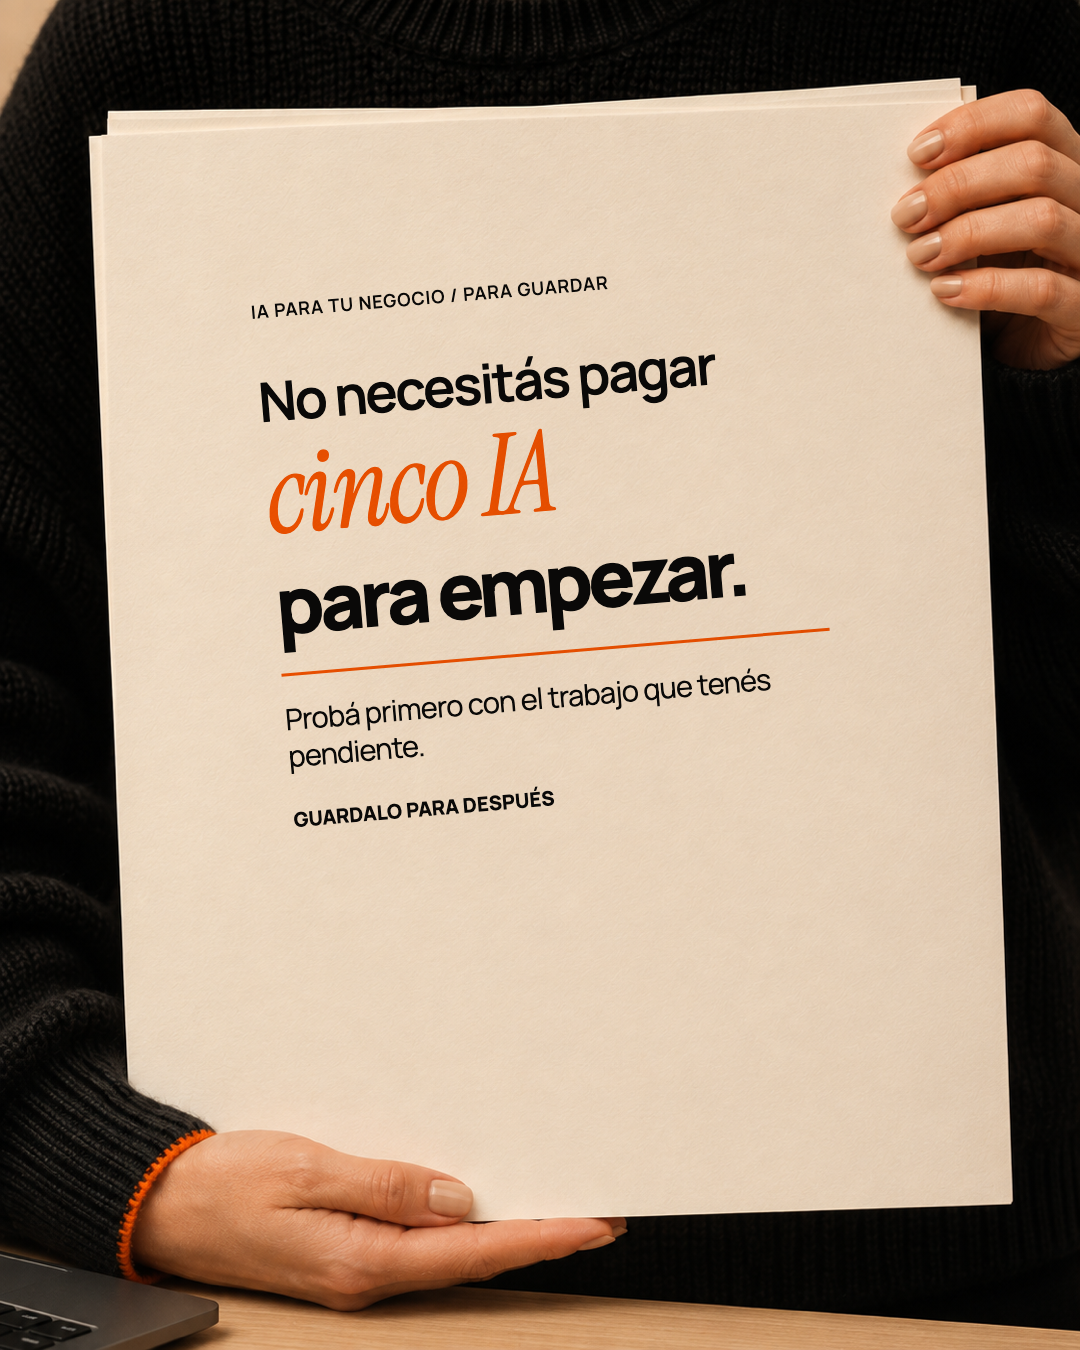 IA PARA TU NEGOCIO / PARA GUARDAR
No necesitás pagar
cinco IA
para empezar.
Probá primero con el trabajo que tenés
pendiente.
GUARDALO PARA DESPUÉS